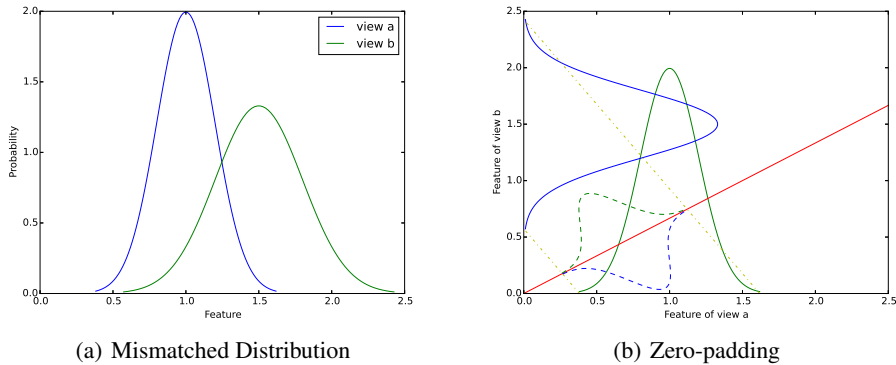 2.0
1.5
1.0
0.5
0.0
Probability
0.0 0.5 1.0 1.5 2.0 2.5
Feature
view a
view b
(a) Mismatched Distribution
2.5
2.0
1.5
1.0
0.5
0.0
Feature of view b
0.0 0.5 1.0 1.5 2.0 2.5
Feature of view a
(b) Zero-padding